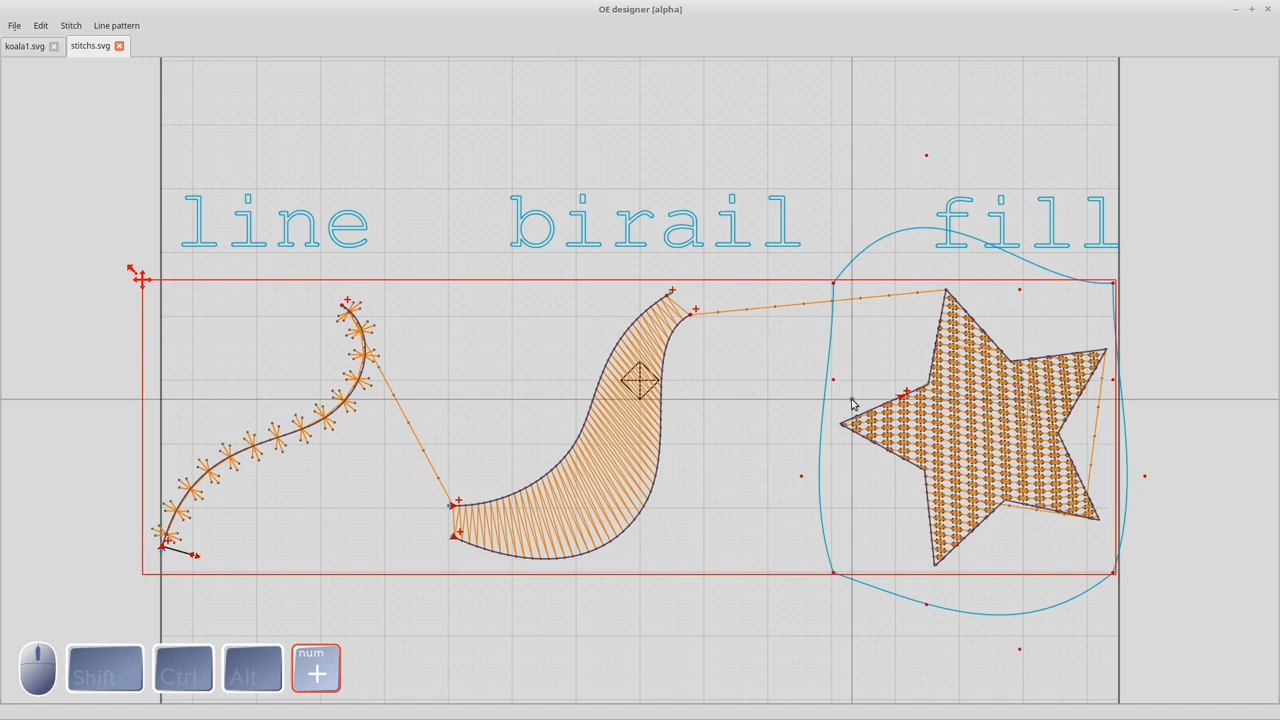 OE designer [alpha]
File Edit Stitch Line pattern
koala1.svg stitchs.svg
line birail fill
Shift Ctrl Alt num +